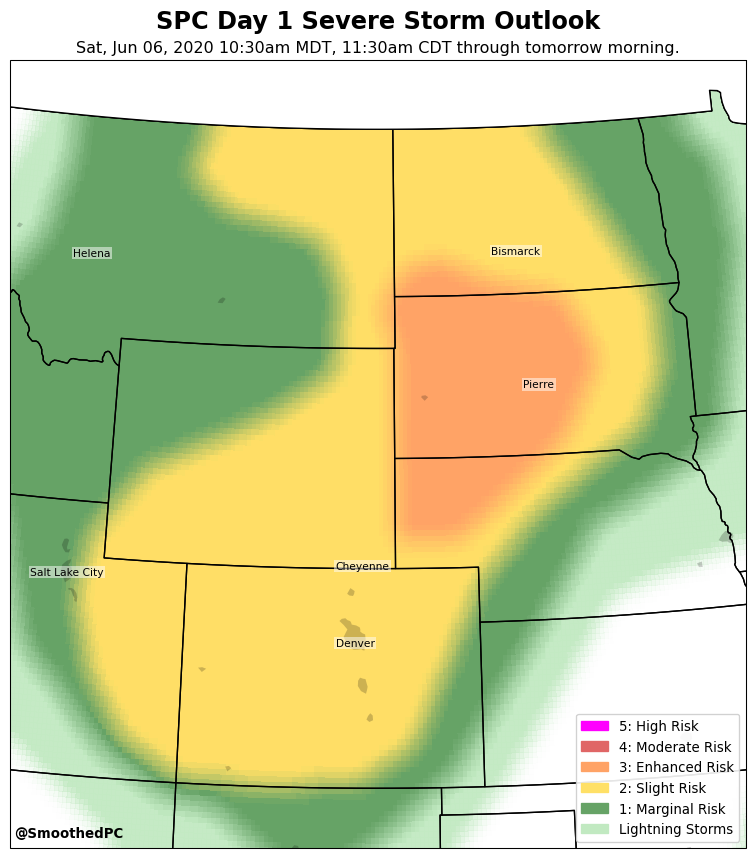 SPC Day 1 Severe Storm Outlook
Sat, Jun 06, 2020 10:30am MDT, 11:30am CDT through tomorrow morning.
Helena
Bismarck
Pierre
Cheyenne
Salt Lake City
Denver
5: High Risk
4: Moderate Risk
3: Enhanced Risk
2: Slight Risk
1: Marginal Risk
Lightning Storms
@SmoothedPC